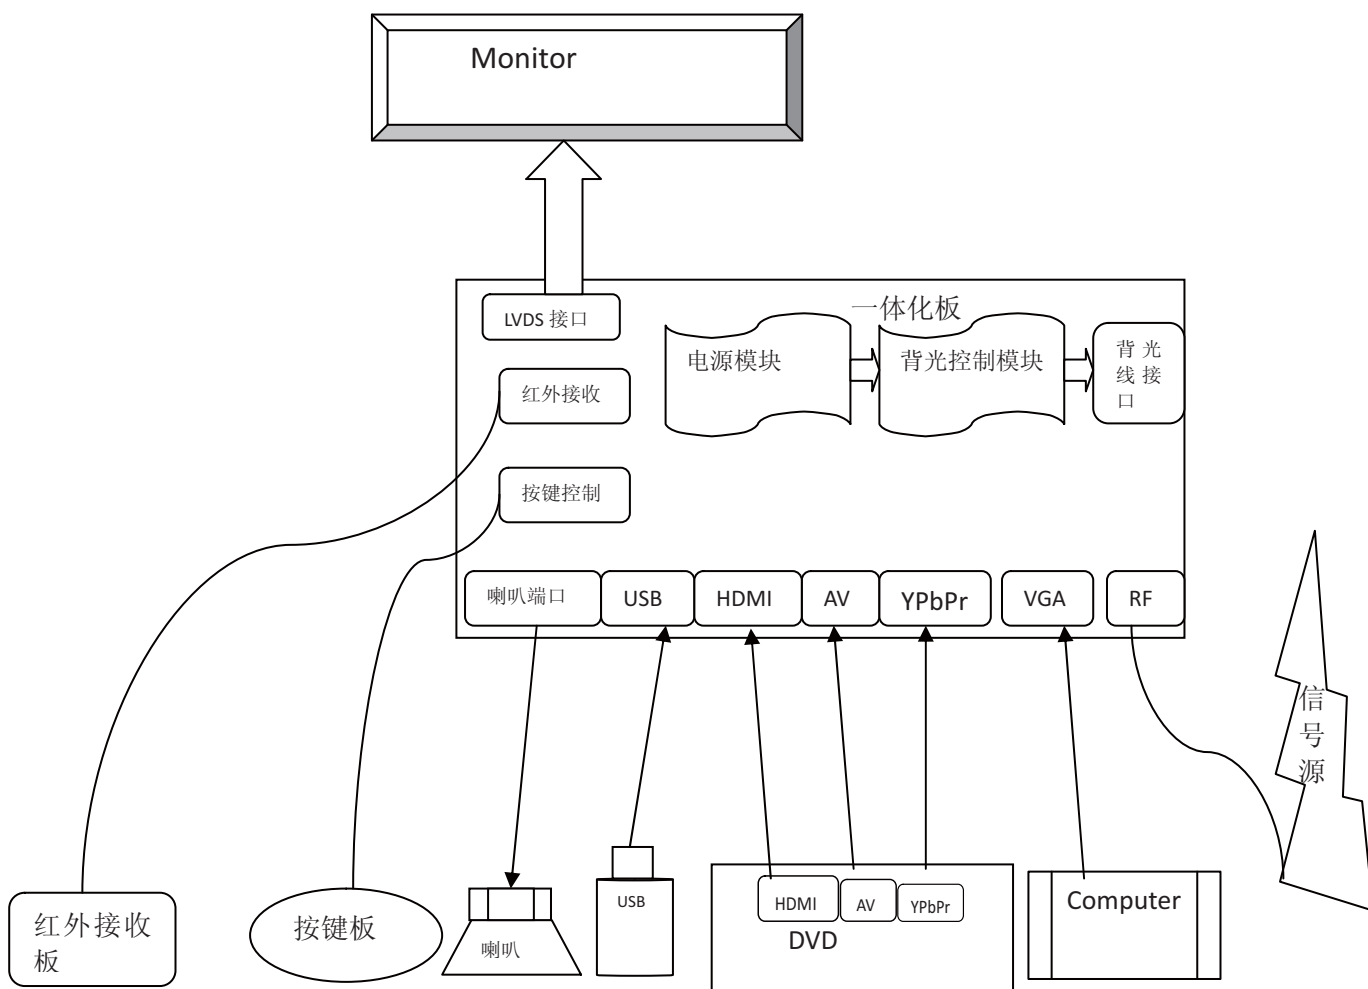 Monitor
一体化板
LVDS 接口
电源模块
背光控制模块
背 光
线 接
口
红外接收
按键控制
喇叭端口
USB
HDMI
AV
YPbPr
VGA
RF
信
号
源
红外接收
板
按键板
喇叭
USB
HDMI
AV
YPbPr
DVD
Computer